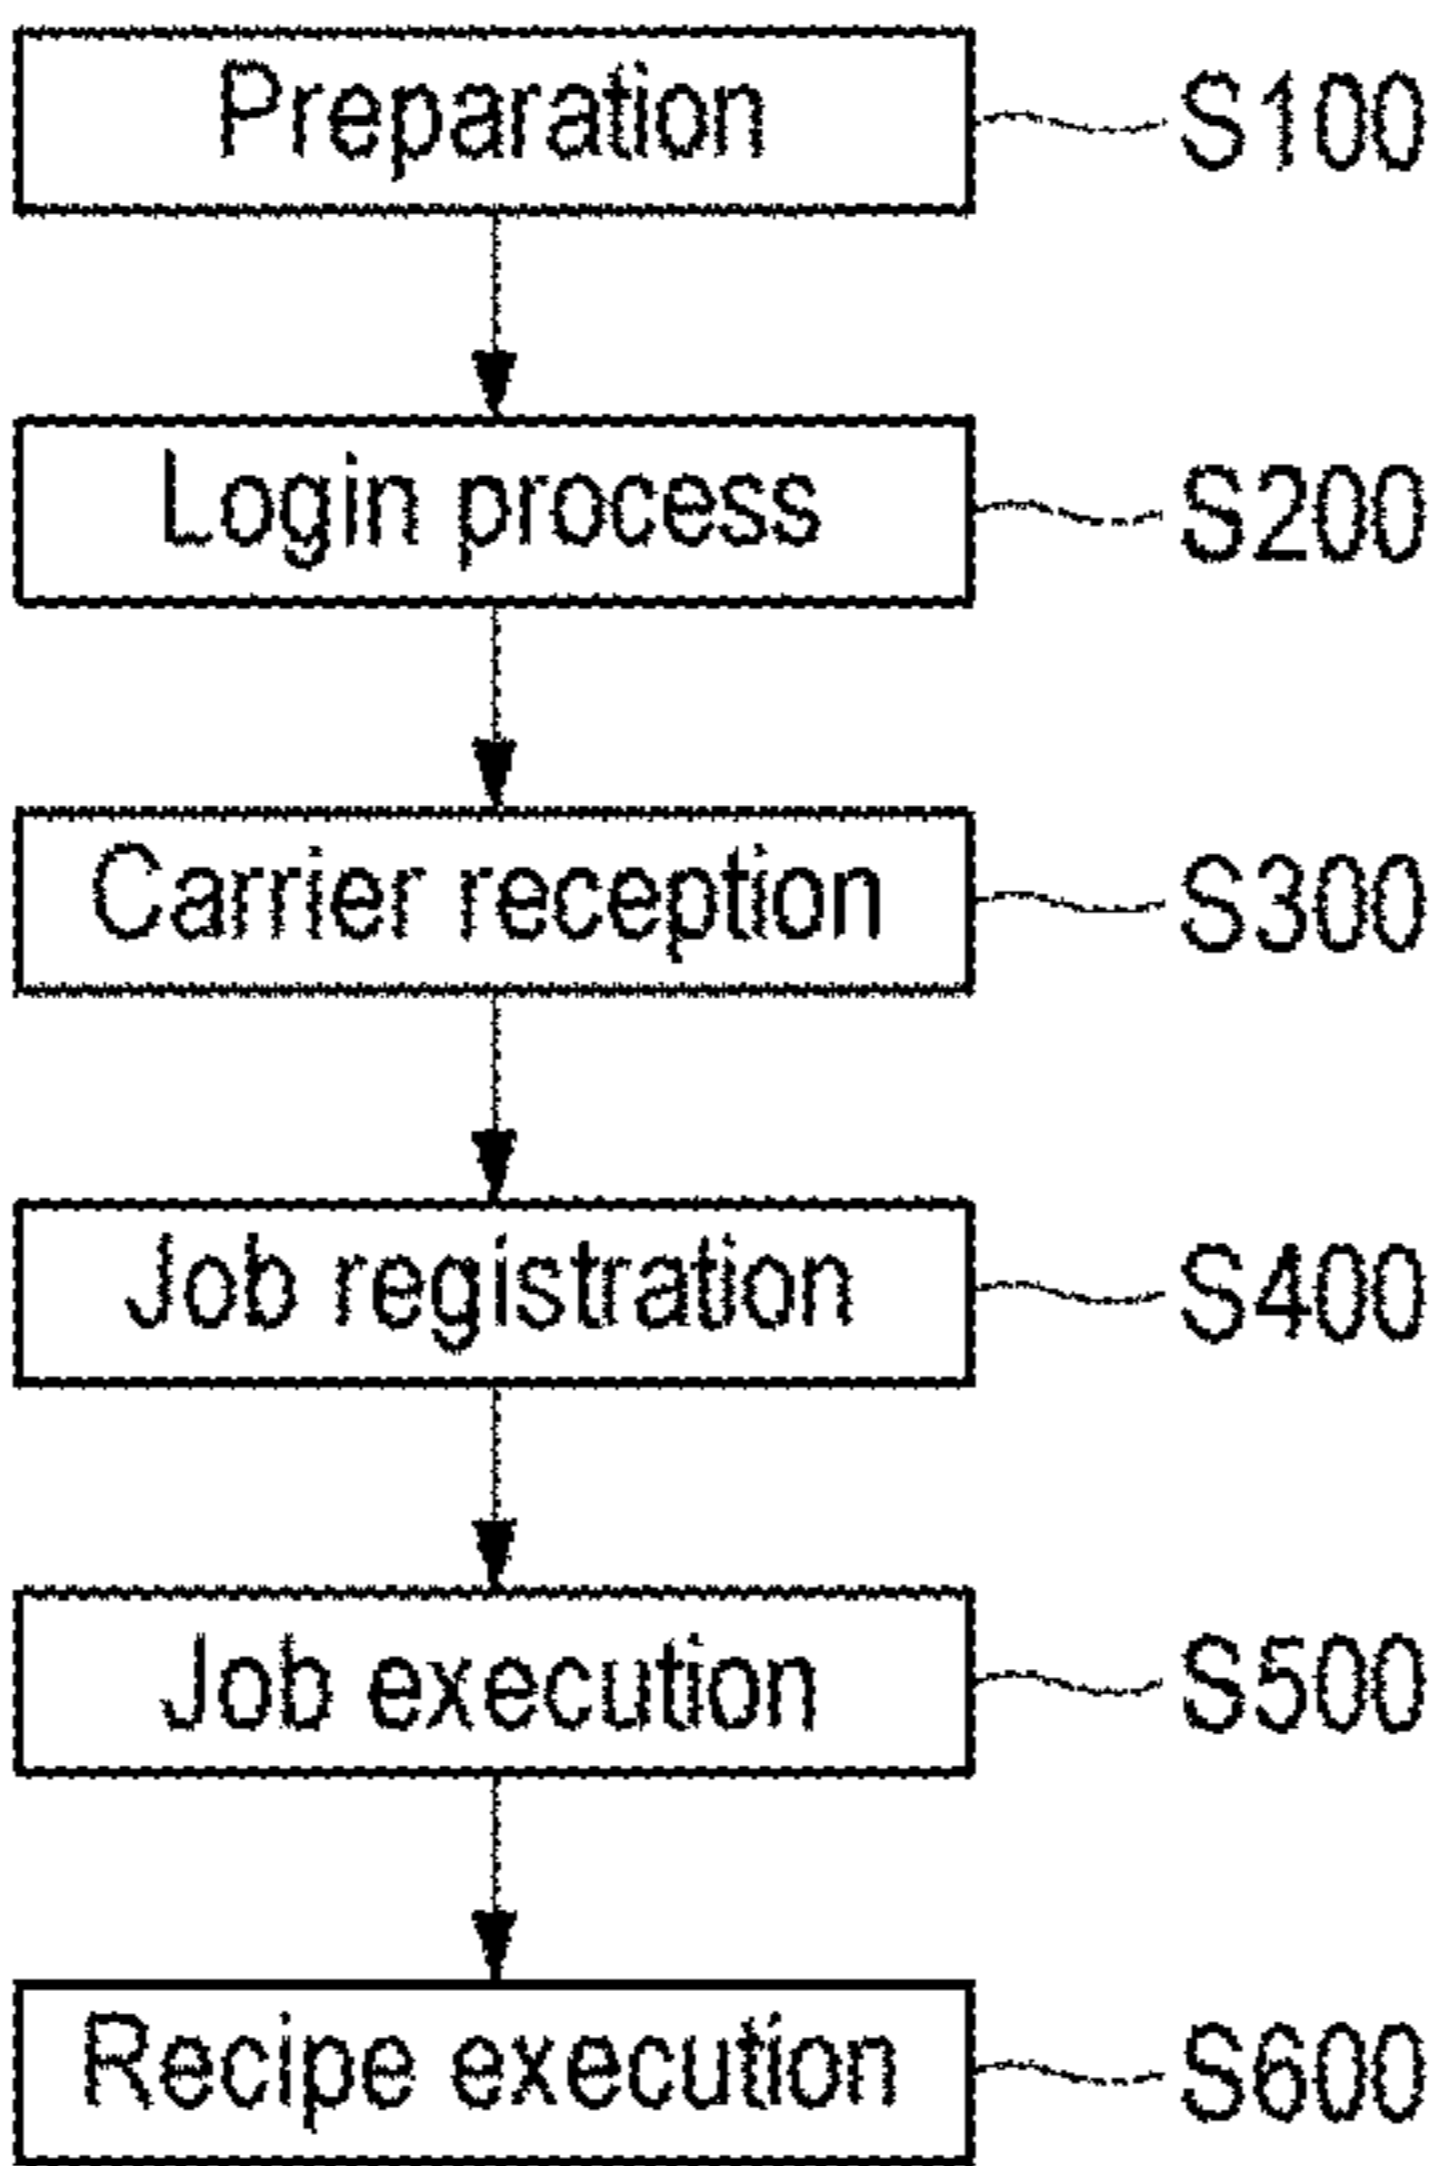 Preparation S100
Login process S200
Carrier reception S300
Job registration S400
Job execution S500
Recipe execution S600